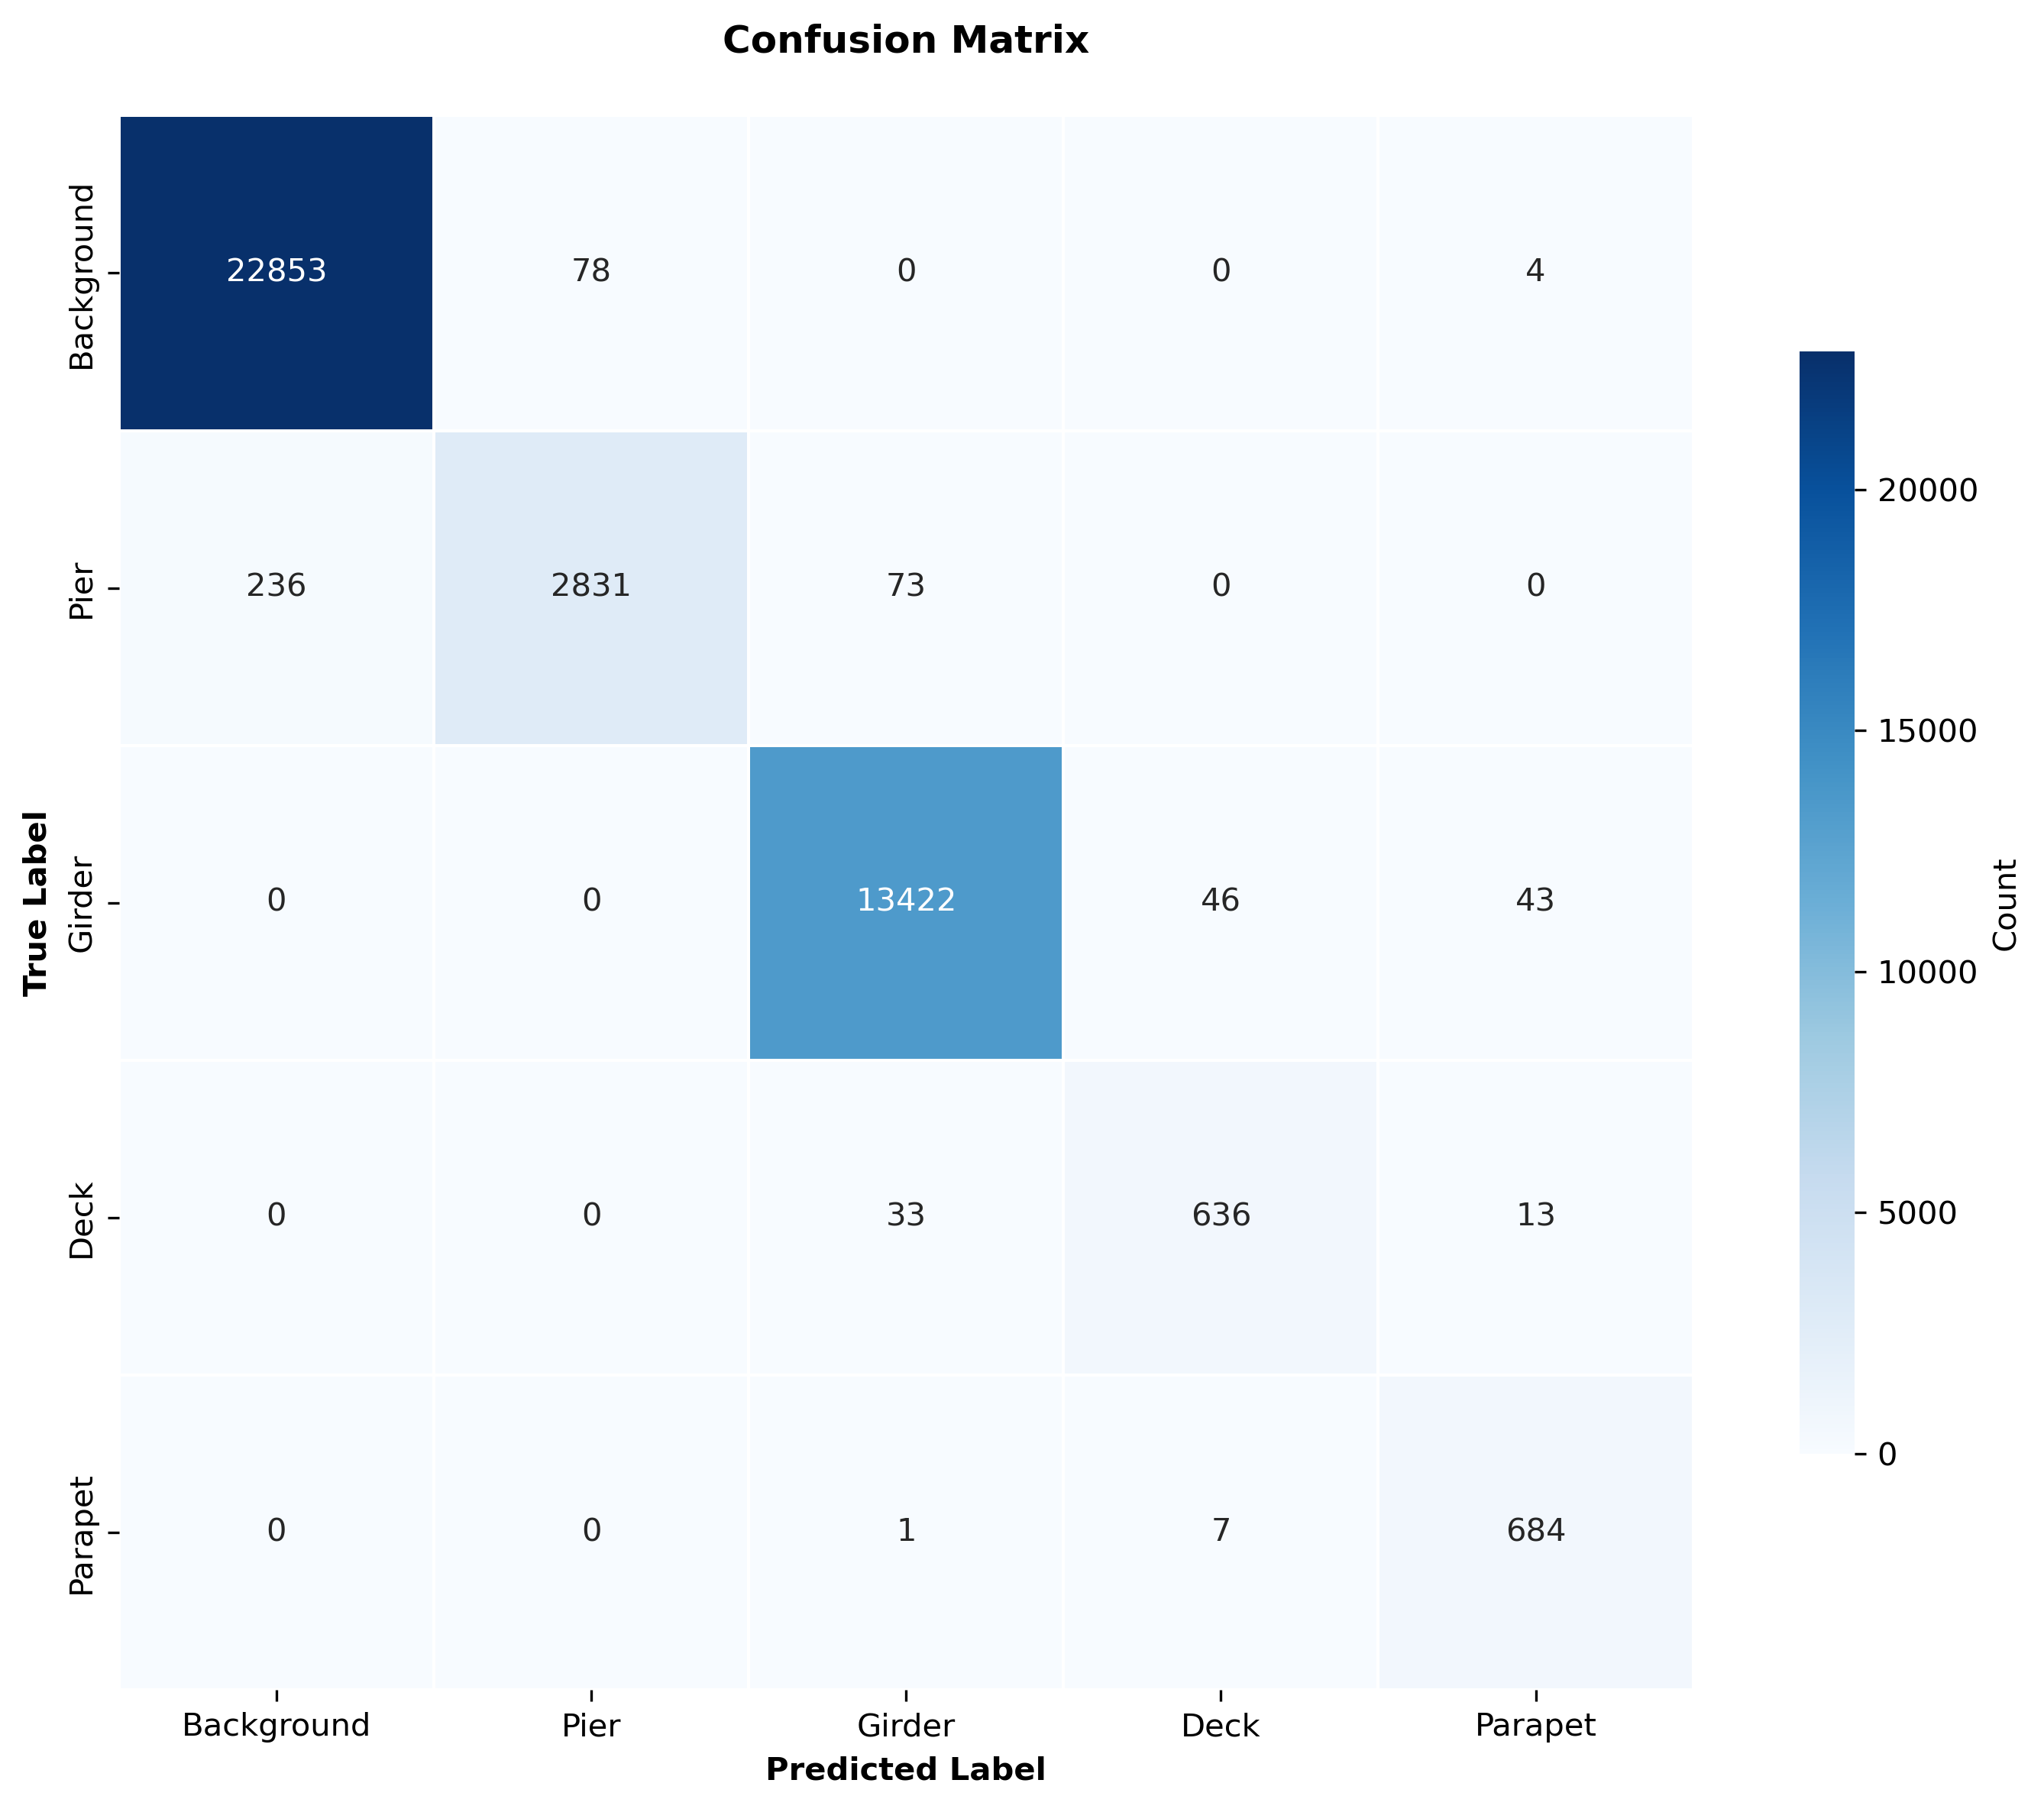 Confusion Matrix
Background 22853 78 0 0 4
Pier 236 2831 73 0 0
Girder 0 0 13422 46 43
Deck 0 0 33 636 13
Parapet 0 0 1 7 684
Background Pier Girder Deck Parapet
Predicted Label
True Label
20000
15000
10000
5000
0
Count